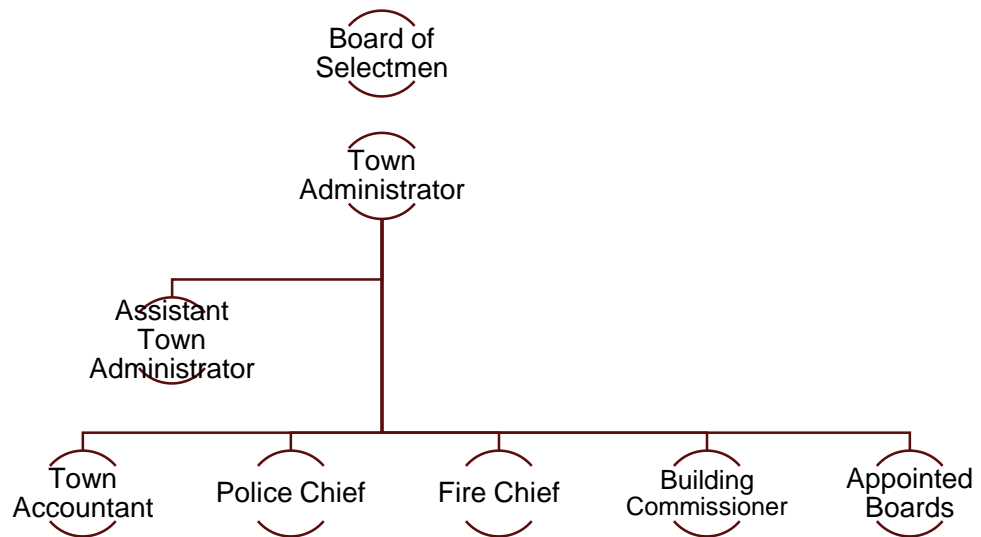 Board of
Selectmen
Town
Administrator
Assistant
Town
Administrator
Town
Accountant
Police Chief
Fire Chief
Building
Commissioner
Appointed
Boards